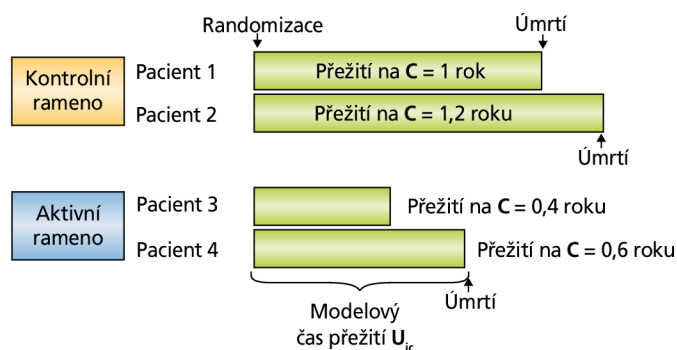 Randomizace
Úmrtí
Kontrolní
rameno
Pacient 1
Přežití na C = 1 rok
Pacient 2
Přežití na C = 1,2 roku
Úmrtí
Aktivní
rameno
Pacient 3
Přežití na C = 0,4 roku
Pacient 4
Přežití na C = 0,6 roku
Úmrtí
Modelový
čas přežití U_ic